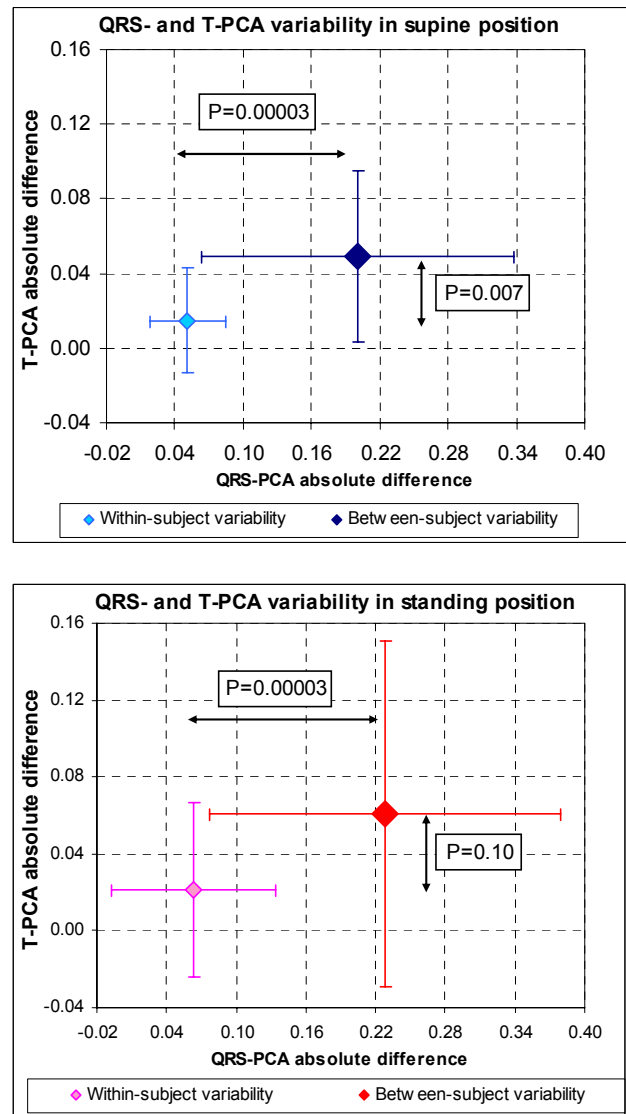 QRS- and T-PCA variability in supine position
T-PCA absolute difference
0.16
0.12
0.08
0.04
0.00
-0.04
P=0.00003
P=0.007
-0.02 0.04 0.10 0.16 0.22 0.28 0.34 0.40
QRS-PCA absolute difference
Within-subject variability Between-subject variability
QRS- and T-PCA variability in standing position
T-PCA absolute difference
0.16
0.12
0.08
0.04
0.00
-0.04
P=0.00003
P=0.10
-0.02 0.04 0.10 0.16 0.22 0.28 0.34 0.40
QRS-PCA absolute difference
Within-subject variability Between-subject variability